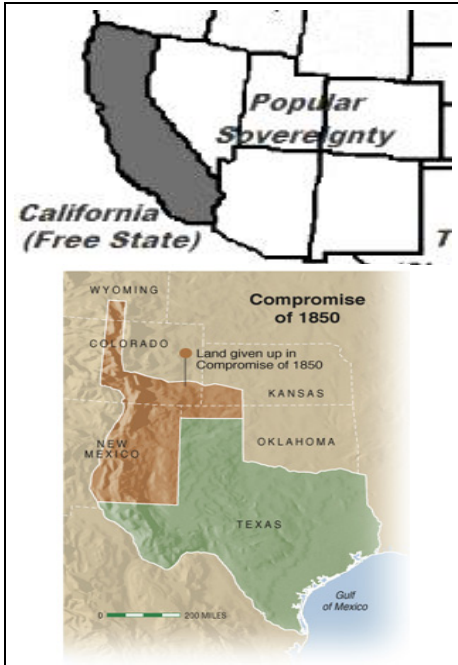 Popular
Sovereignty
California
(Free State)
T
Compromise
of 1850
WYOMING
COLORADO
Land given up in
Compromise of 1850
KANSAS
NEW
MEXICO
OKLAHOMA
TEXAS
Gulf
of Mexico
0 200 MILES